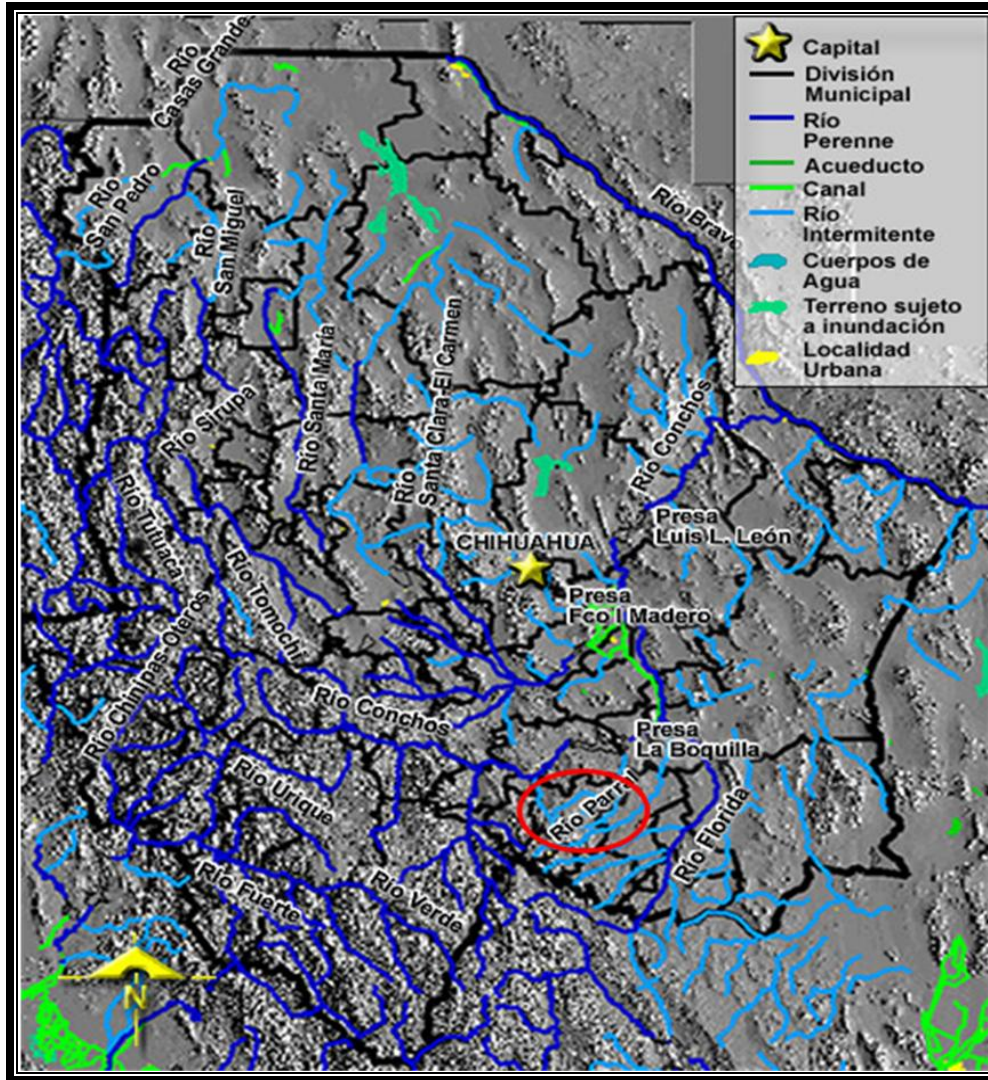 Capital
División
Municipal
Río
Perenne
Acueducto
Canal
Río
Intermitente
Cuerpos de
Agua
Terreno sujeto
a inundación
Localidad
Urbana
Río
Casas Grandes
Río
San Pedro
Río
San Miguel
Río Bravo
Río Santa María
Río
Santa Clara-El Carmen
Río Sirupa
Río Conchos
Río Tutuaca
Presa
Luis L. León
CHIHUAHUA
Río Tomochi
Presa
Fco I Madero
Río Chinipas-Oteros
Río Conchos
Presa
La Boquilla
Río Urique
Río Parral
Río Florida
Río Fuerte
Río Verde
N